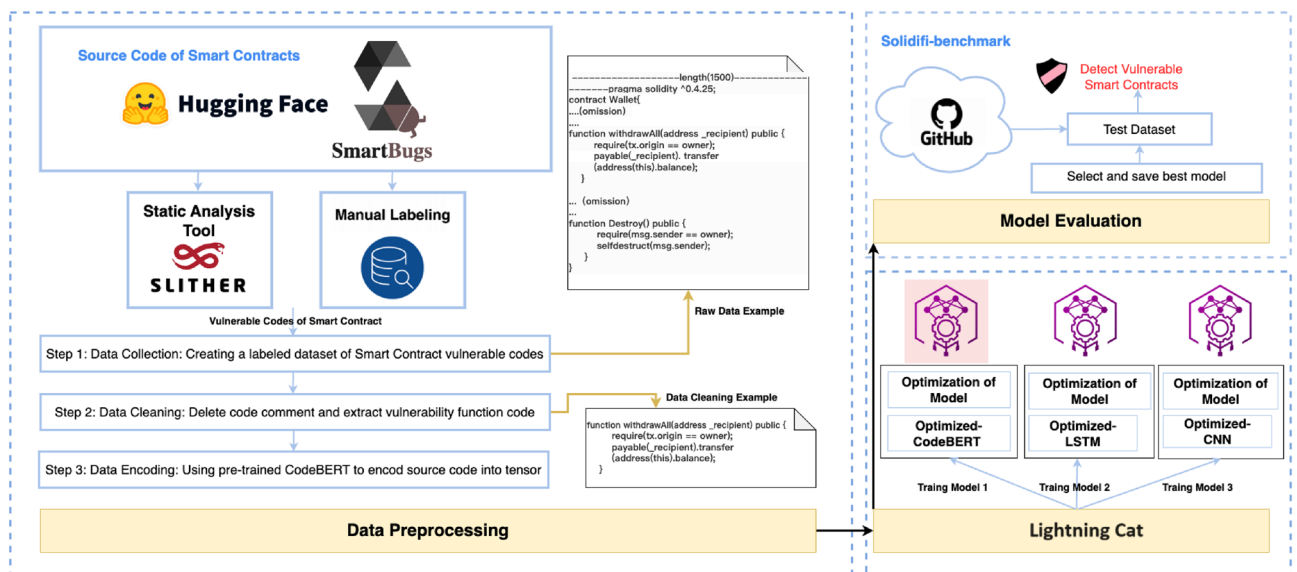 Source Code of Smart Contracts
Hugging Face
SmartBugs
Static Analysis
Tool
SLITHER
Manual Labeling
Vulnerable Codes of Smart Contract
Step 1: Data Collection: Creating a labeled dataset of Smart Contract vulnerable codes
Step 2: Data Cleaning: Delete code comment and extract vulnerability function code
Step 3: Data Encoding: Using pre-trained CodeBERT to encod source code into tensor
--------------------length(1500)--------------
-------pragma solidity ^0.4.25;
contract Wallet{
....(omission)
....
function withdrawAll(address _recipient) public {
require(tx.origin == owner);
payable(_recipient). transfer
(address(this).balance);
}
... (omission)
...
function Destroy() public {
require(msg.sender == owner);
selfdestruct(msg.sender);
}
}
Raw Data Example
Data Cleaning Example
function withdrawAll(address _recipient) public {
require(tx.origin == owner);
payable(_recipient).transfer
(address(this).balance);
}
Data Preprocessing
Solidifi-benchmark
GitHub
Detect Vulnerable
Smart Contracts
Test Dataset
Select and save best model
Model Evaluation
Optimization of
Model
Optimized-
CodeBERT
Optimization of
Model
Optimized-
LSTM
Optimization of
Model
Optimized-
CNN
Traing Model 1
Traing Model 2
Traing Model 3
Lightning Cat